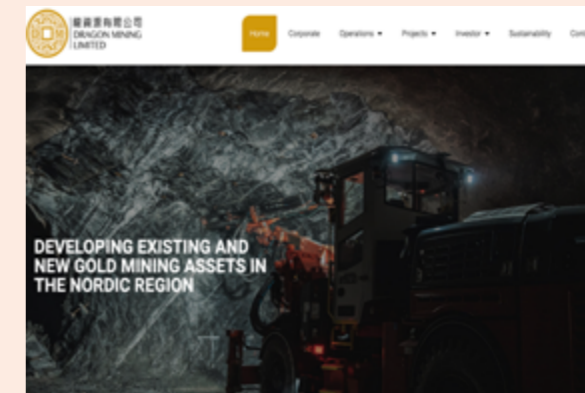 龍資源有限公司
DRAGON MINING
LIMITED
Home
Corporate
Operations
Projects
Investor
Sustainability
DEVELOPING EXISTING AND
NEW GOLD MINING ASSETS IN
THE NORDIC REGION